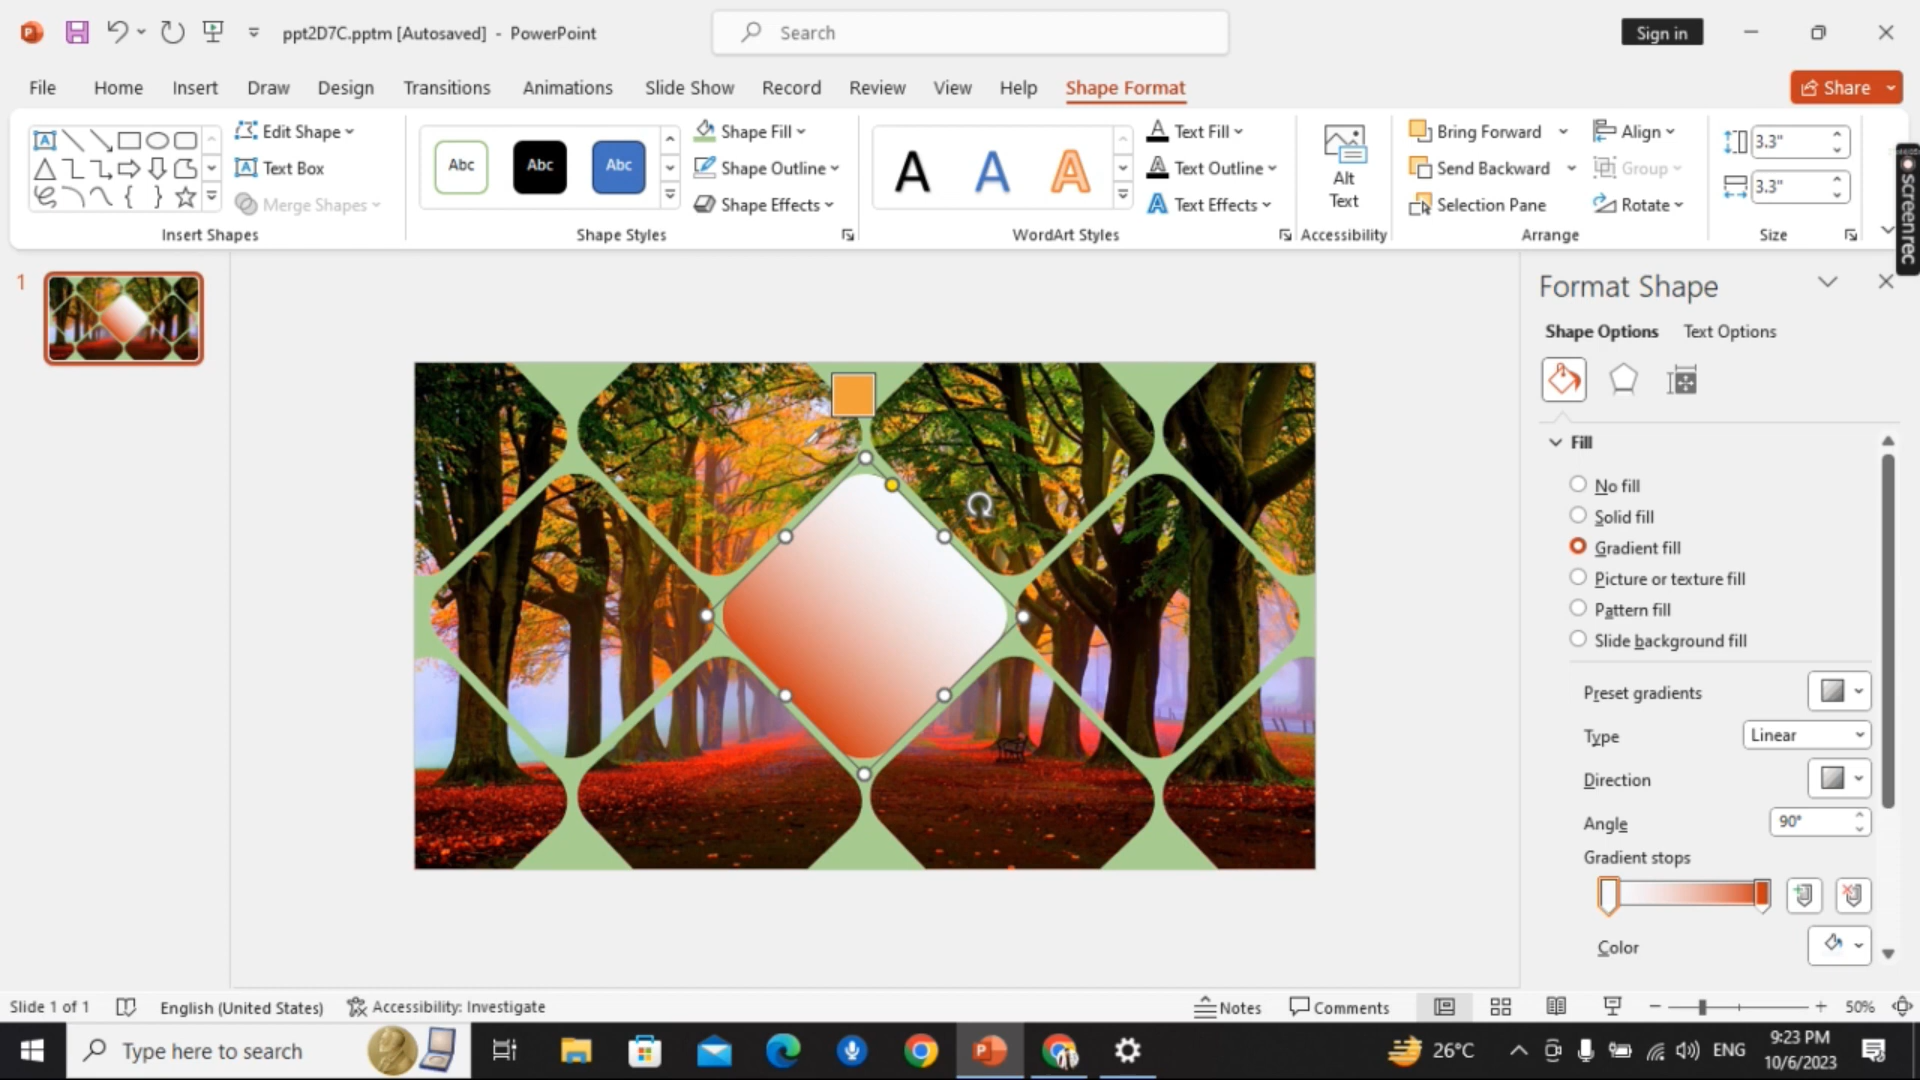 ppt2D7C.pptm [Autosaved] - PowerPoint
Search
Sign in
File Home Insert Draw Design Transitions Animations Slide Show Record Review View Help Shape Format
Share
Edit Shape
Text Box
Merge Shapes
Insert Shapes
Abc Abc Abc
Shape Fill
Shape Outline
Shape Effects
Shape Styles
A A A
Text Fill
Text Outline
Text Effects
WordArt Styles
Alt
Text
Accessibility
Bring Forward
Send Backward
Selection Pane
Align
Group
Rotate
Arrange
3.3"
3.3"
Size
screenrec
1
Format Shape
Shape Options Text Options
Fill
No fill
Solid fill
Gradient fill
Picture or texture fill
Pattern fill
Slide background fill
Preset gradients
Type Linear
Direction
Angle 90°
Gradient stops
Color
Slide 1 of 1 English (United States) Accessibility: Investigate Notes Comments 50%
Type here to search
26°C ENG
9:23 PM
10/6/2023